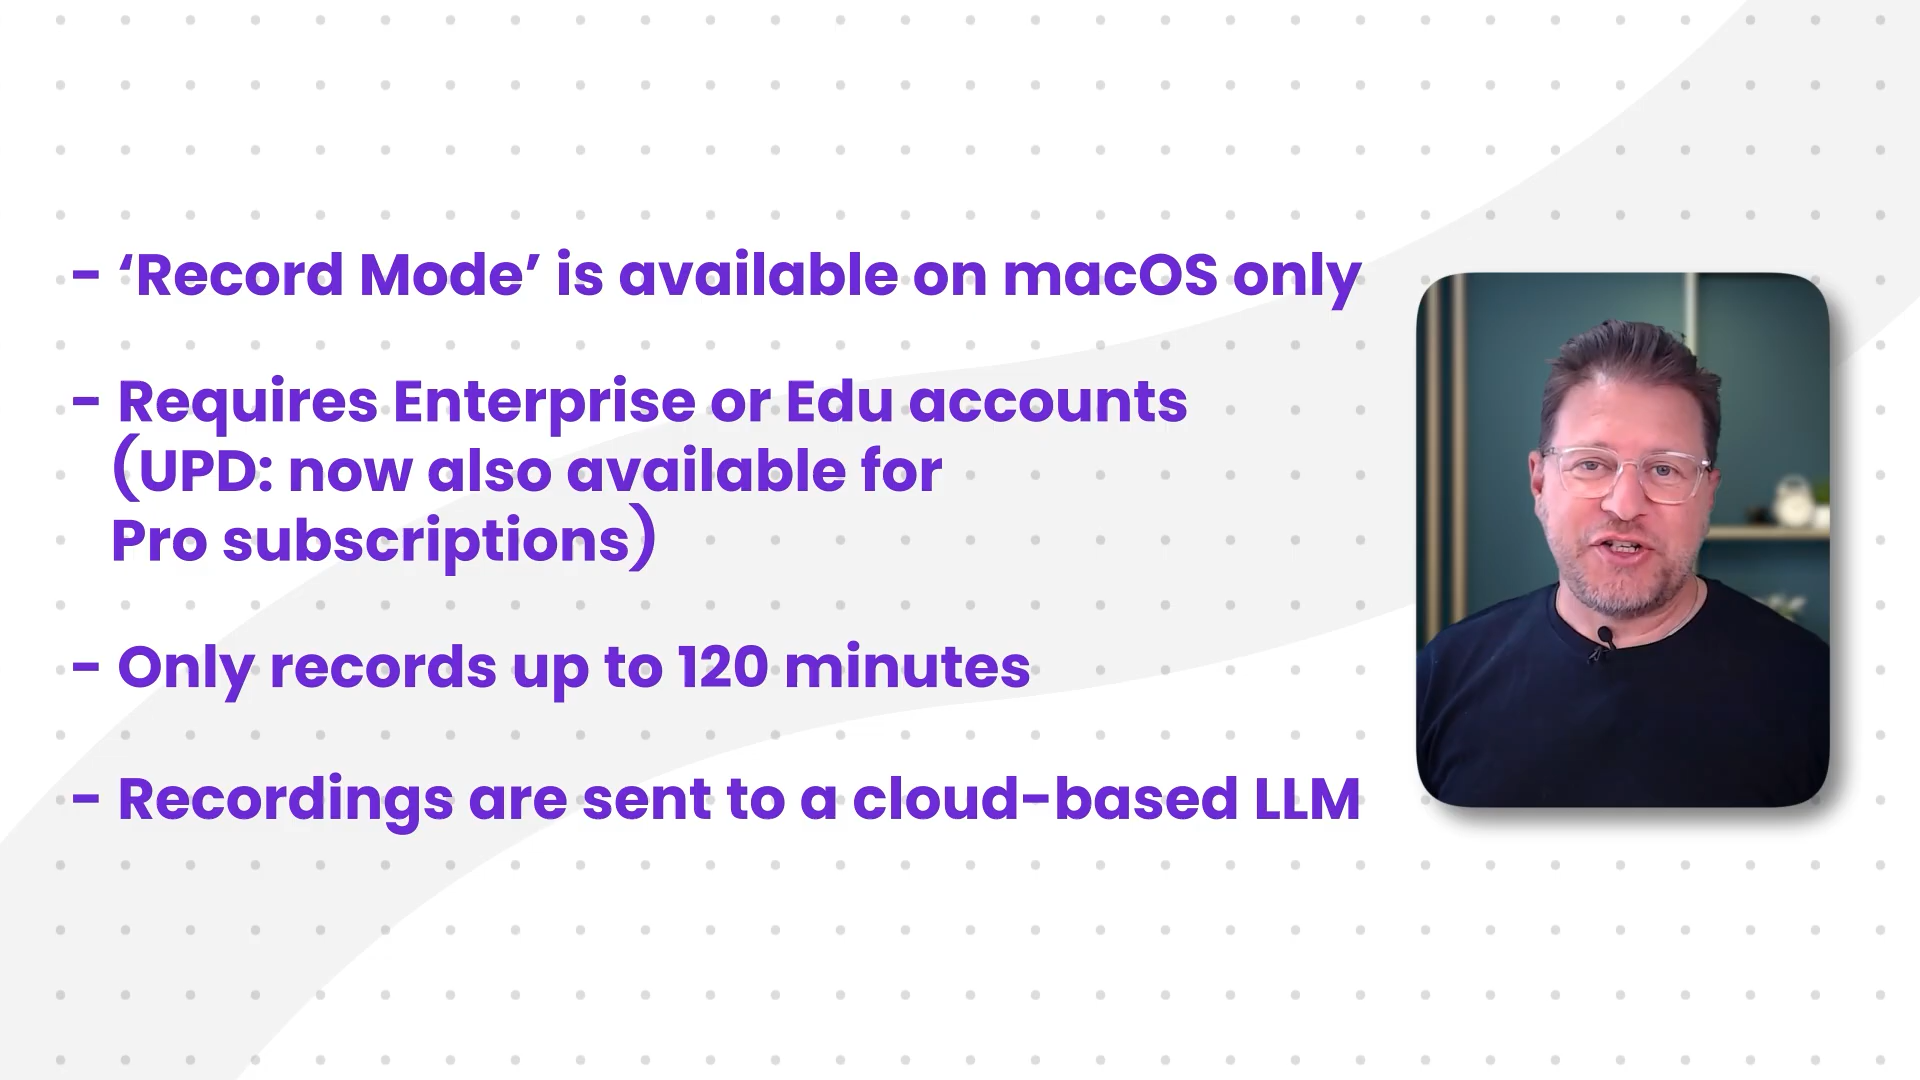 - ‘Record Mode’ is available on macOS only
- Requires Enterprise or Edu accounts
(UPD: now also available for
Pro subscriptions)
- Only records up to 120 minutes
- Recordings are sent to a cloud-based LLM